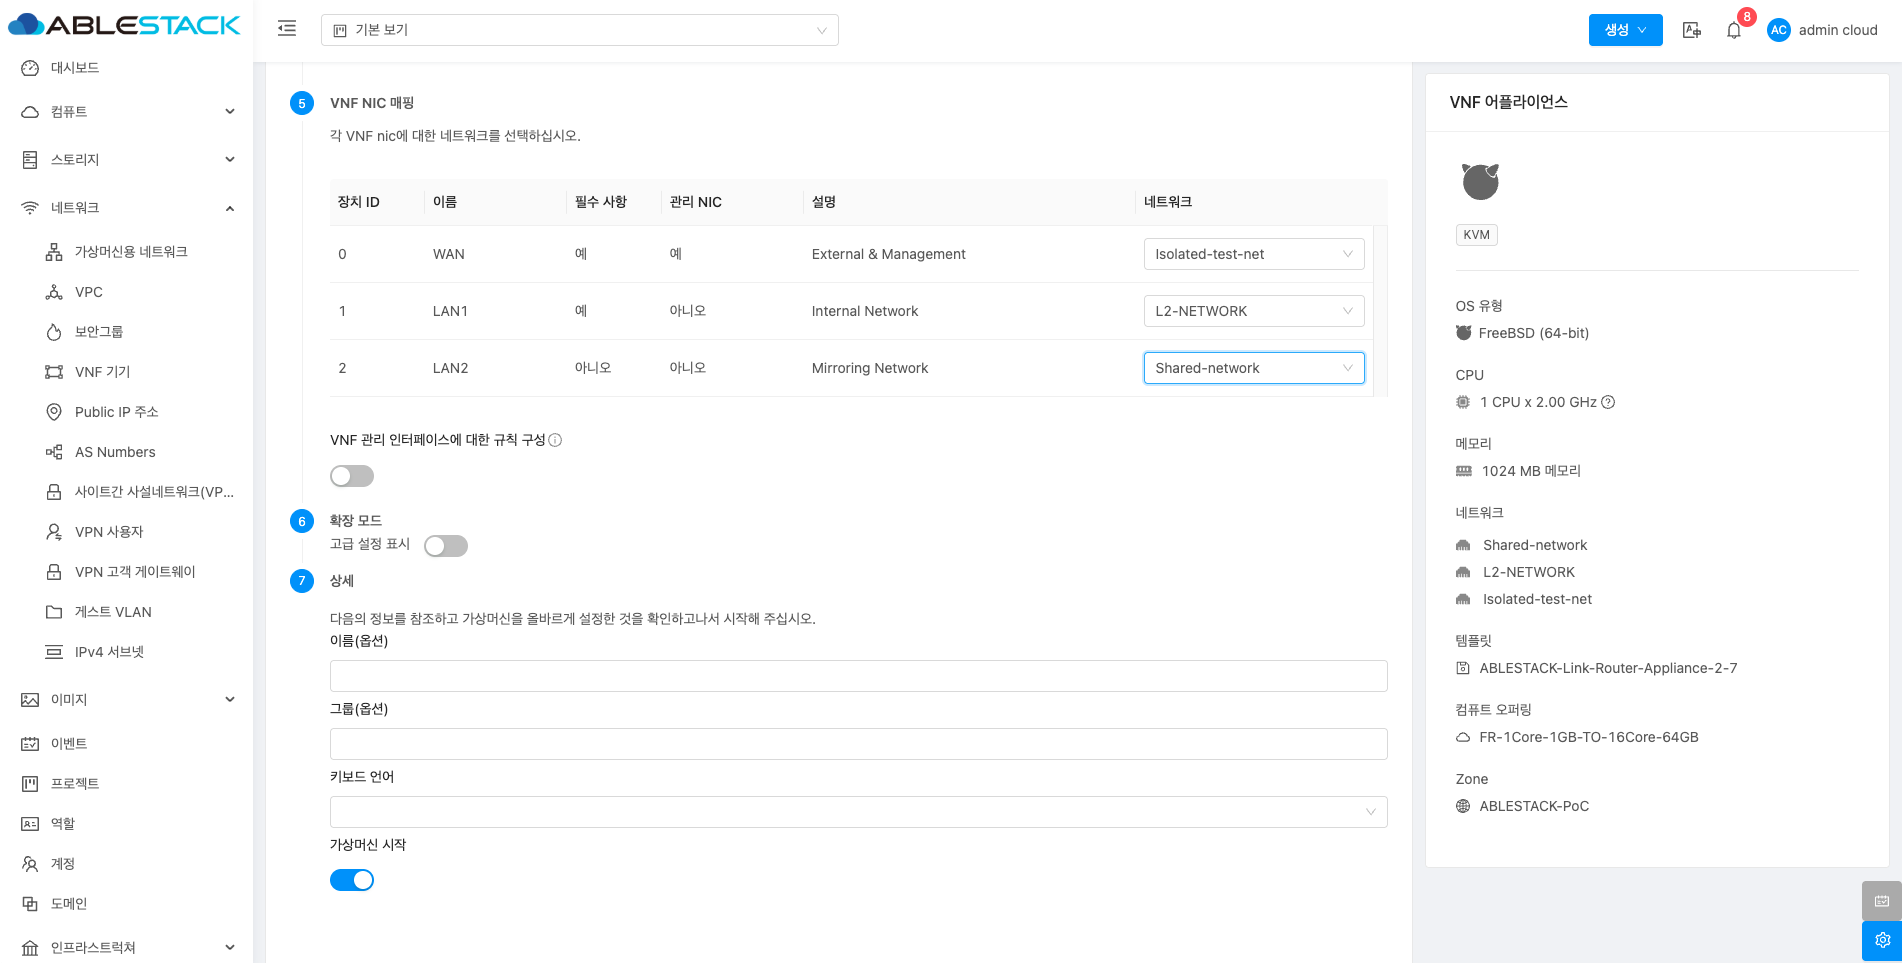 ABLESTACK
기본 보기
생성
8
AC
admin cloud
대시보드
컴퓨트
스토리지
네트워크
가상머신용 네트워크
VPC
보안그룹
VNF 기기
Public IP 주소
AS Numbers
사이트간 사설네트워크(VP...
VPN 사용자
VPN 고객 게이트웨이
게스트 VLAN
IPv4 서브넷
이미지
이벤트
프로젝트
역할
계정
도메인
인프라스트럭쳐
5
VNF NIC 매핑
각 VNF nic에 대한 네트워크를 선택하십시오.
장치 ID 이름 필수 사항 관리 NIC 설명 네트워크
0 WAN 예 예 External & Management Isolated-test-net
1 LAN1 예 아니오 Internal Network L2-NETWORK
2 LAN2 아니오 아니오 Mirroring Network Shared-network
VNF 관리 인터페이스에 대한 규칙 구성
6
확장 모드
고급 설정 표시
7
상세
다음의 정보를 참조하고 가상머신을 올바르게 설정한 것을 확인하고나서 시작해 주십시오.
이름(옵션)
그룹(옵션)
키보드 언어
가상머신 시작
VNF 어플라이언스
KVM
OS 유형
FreeBSD (64-bit)
CPU
1 CPU x 2.00 GHz
메모리
1024 MB 메모리
네트워크
Shared-network
L2-NETWORK
Isolated-test-net
템플릿
ABLESTACK-Link-Router-Appliance-2-7
컴퓨트 오퍼링
FR-1Core-1GB-TO-16Core-64GB
Zone
ABLESTACK-PoC